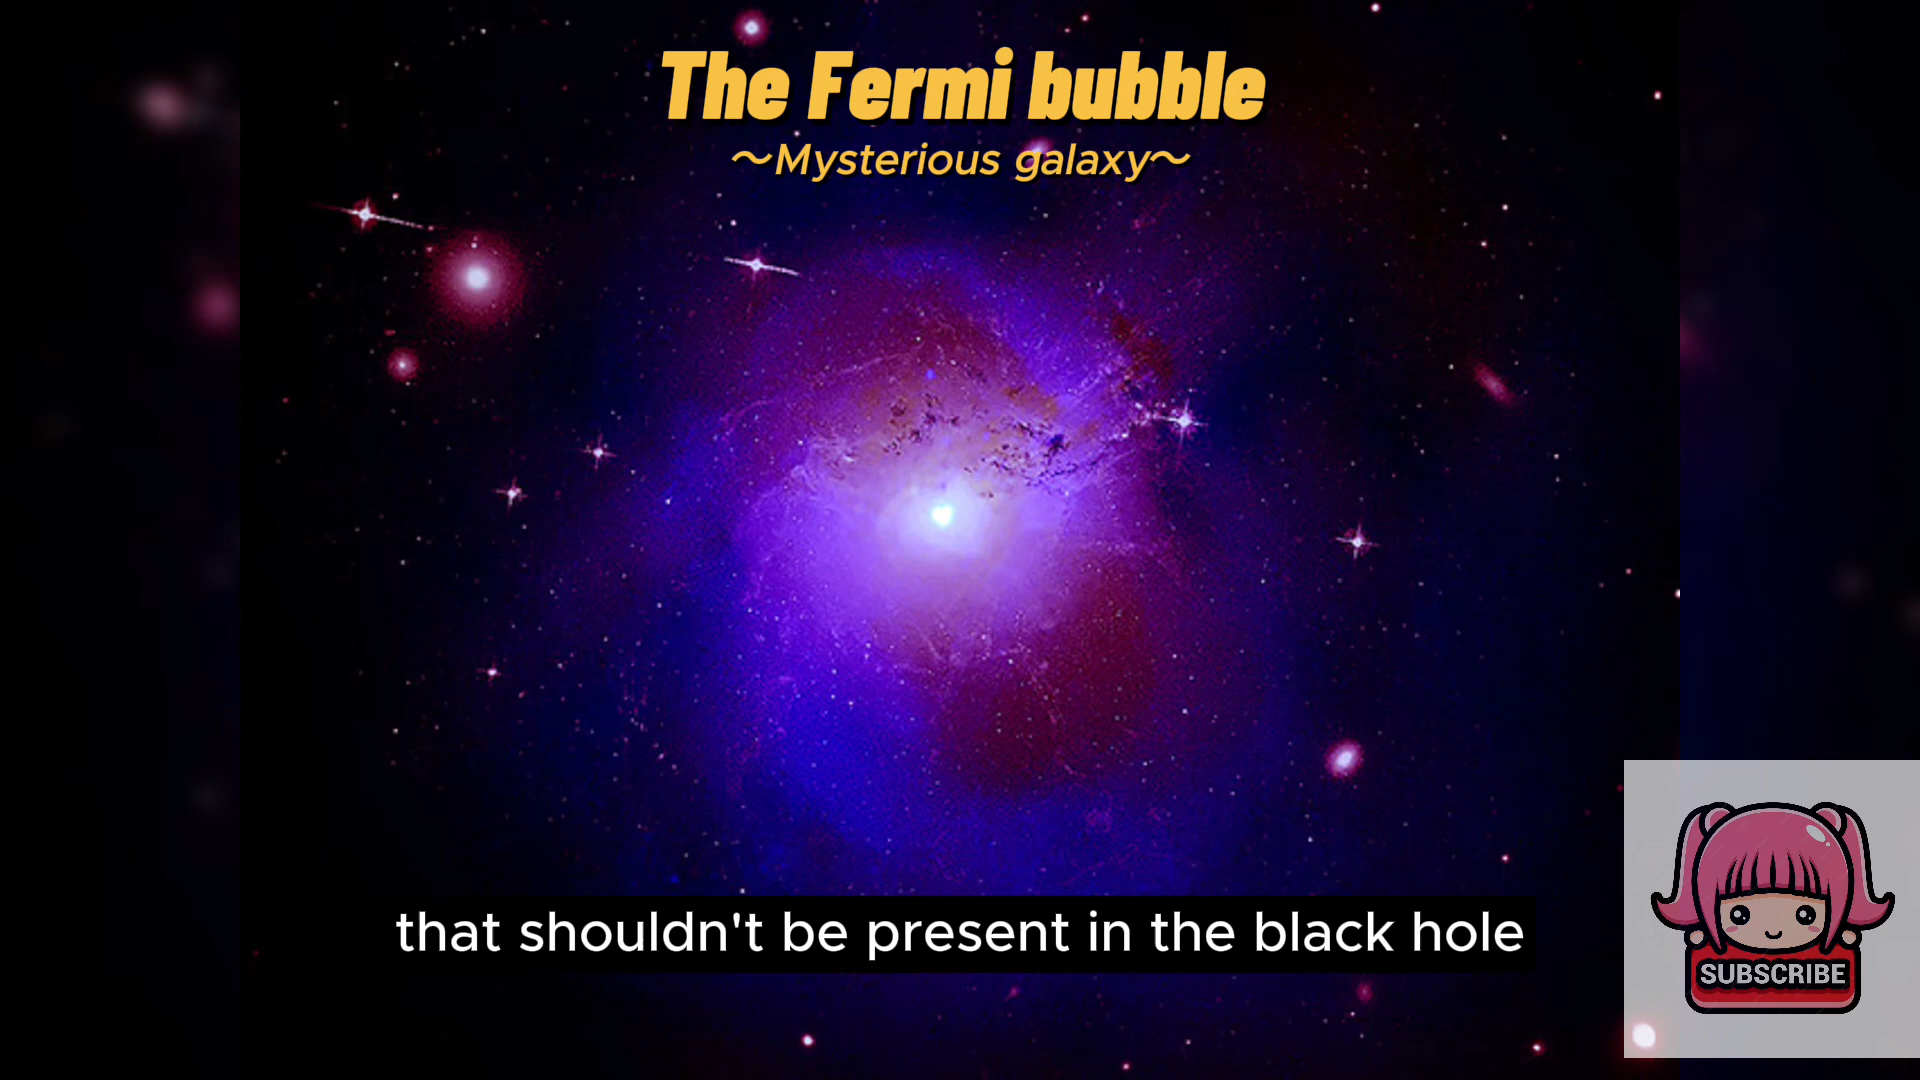 The Fermi bubble
～Mysterious galaxy～
that shouldn't be present in the black hole
SUBSCRIBE